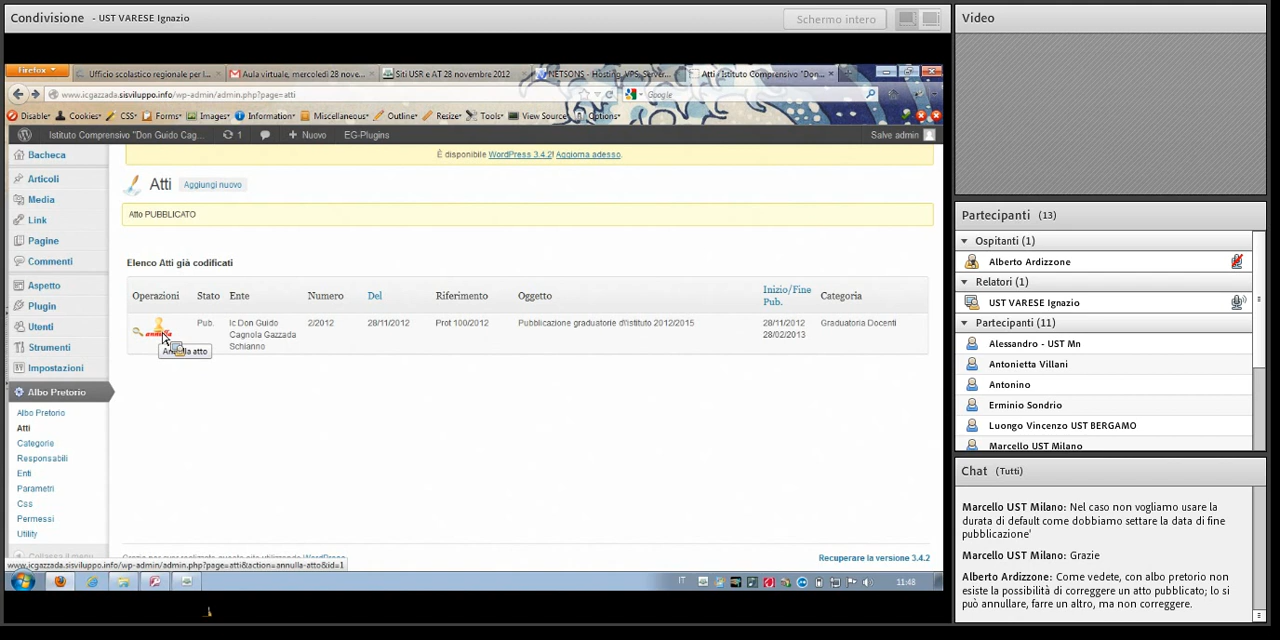 Condivisione - UST VARESE Ignazio
Schermo intero
Firefox
Ufficio scolastico regionale per l...
Aula virtuale, mercoledì 28 nove...
Siti USR e AT 28 novembre 2012
NETSONS - Hosting, VPS, Server...
Atti ‹ Istituto Comprensivo "Don...
www.icgazzada.sisviluppo.info/wp-admin/admin.php?page=atti
Google
Disable Cookies CSS Forms Images Information Miscellaneous Outline Resize Tools View Source Options
Istituto Comprensivo "Don Guido Cag... 1 Nuovo EG-Plugins Salve admin
È disponibile WordPress 3.4.2! Aggiorna adesso.
Bacheca
Articoli
Media
Link
Pagine
Commenti
Aspetto
Plugin
Utenti
Strumenti
Impostazioni
Albo Pretorio
Albo Pretorio
Atti
Categorie
Responsabili
Enti
Parametri
Css
Permessi
Utility
Collassa il menu
Atti Aggiungi nuovo
Atto PUBBLICATO
Elenco Atti già codificati
Operazioni Stato Ente Numero Del Riferimento Oggetto Inizio/Fine Pub. Categoria
Pub. Ic Don Guido Cagnola Gazzada Schianno 2/2012 28/11/2012 Prot 100/2012 Pubblicazione graduatorie d\'istituto 2012/2015 28/11/2012 28/02/2013 Graduatoria Docenti
annulla
atto
WordPress
Recuperare la versione 3.4.2
www.icgazzada.sisviluppo.info/wp-admin/admin.php?page=atti&action=annulla-atto&id=1
IT
11:48
Video
Partecipanti (13)
Ospitanti (1)
Alberto Ardizzone
Relatori (1)
UST VARESE Ignazio
Partecipanti (11)
Alessandro - UST Mn
Antonietta Villani
Antonino
Erminio Sondrio
Luongo Vincenzo UST BERGAMO
Marcello UST Milano
Chat (Tutti)
Marcello UST Milano: Nel caso non vogliamo usare la
durata di default come dobbiamo settare la data di fine
pubblicazione'
Marcello UST Milano: Grazie
Alberto Ardizzone: Come vedete, con albo pretorio non
esiste la possibilità di correggere un atto pubblicato; lo si
può annullare, farre un altro, ma non correggere.